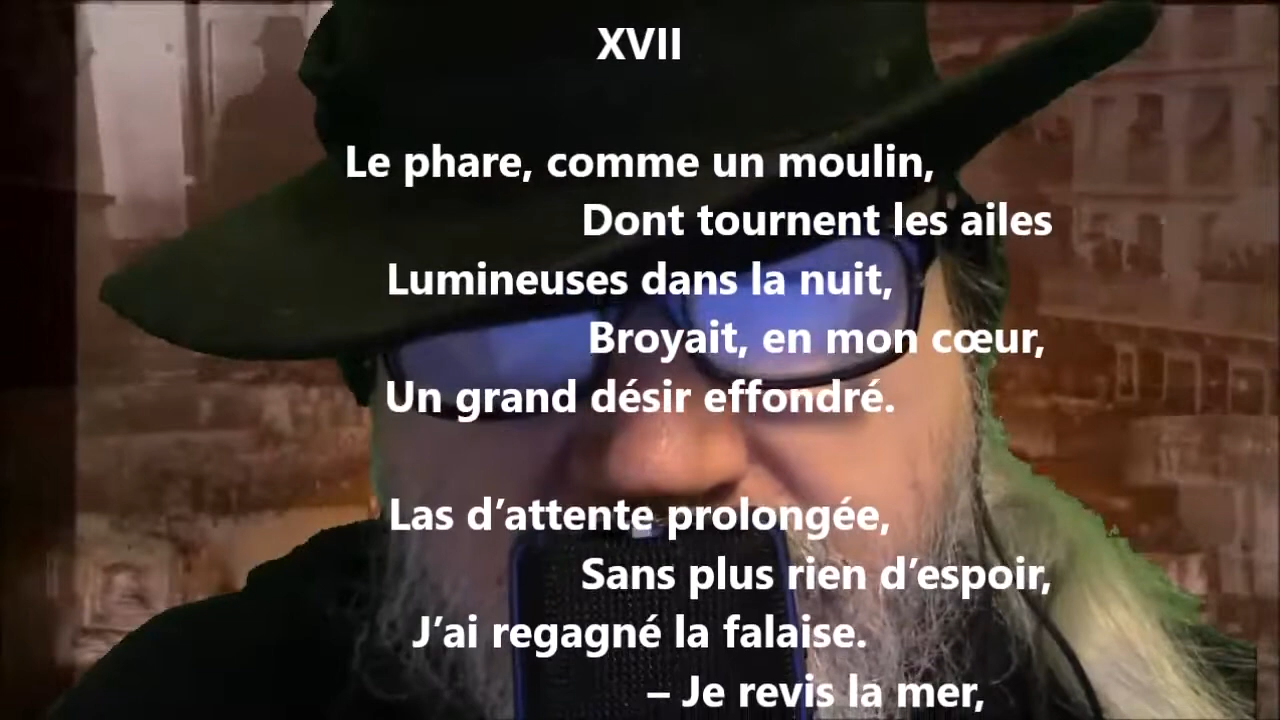 XVII
Le phare, comme un moulin,
Dont tournent les ailes
Lumineuses dans la nuit,
Broyait, en mon cœur,
Un grand désir effondré.
Las d’attente prolongée,
Sans plus rien d’espoir,
J’ai regagné la falaise.
– Je revis la mer,